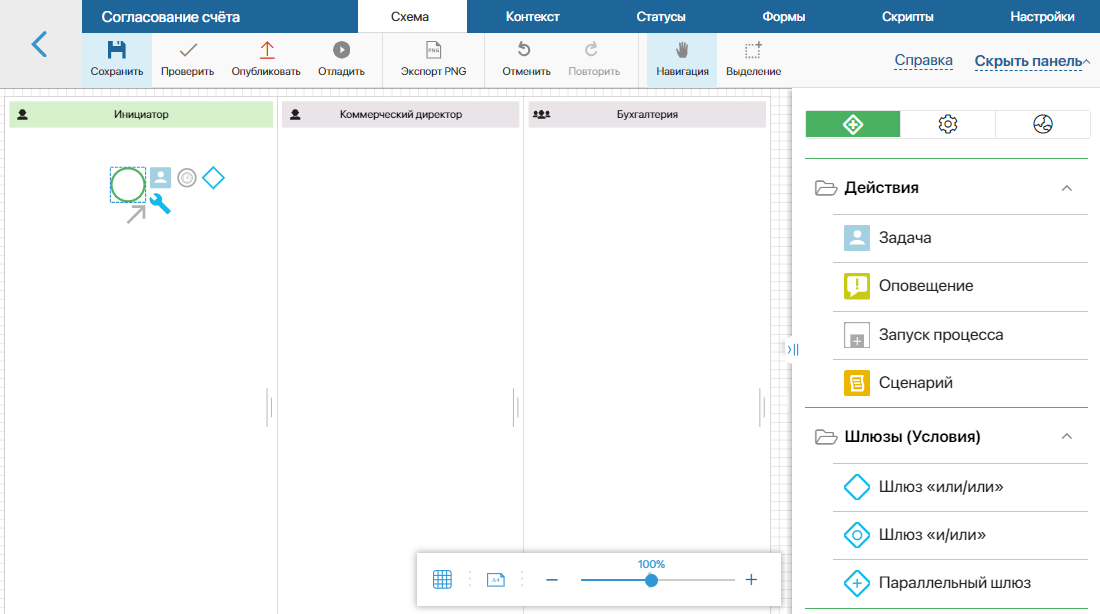 Согласование счёта
Схема
Контекст
Статусы
Формы
Скрипты
Настройки
Сохранить
Проверить
Опубликовать
Отладить
PNG
Экспорт PNG
Отменить
Повторить
Навигация
Выделение
Справка
Скрыть панель
Инициатор
Коммерческий директор
Бухгалтерия
Действия
Задача
Оповещение
Запуск процесса
Сценарий
Шлюзы (Условия)
Шлюз «или/или»
Шлюз «и/или»
Параллельный шлюз
A4
100%